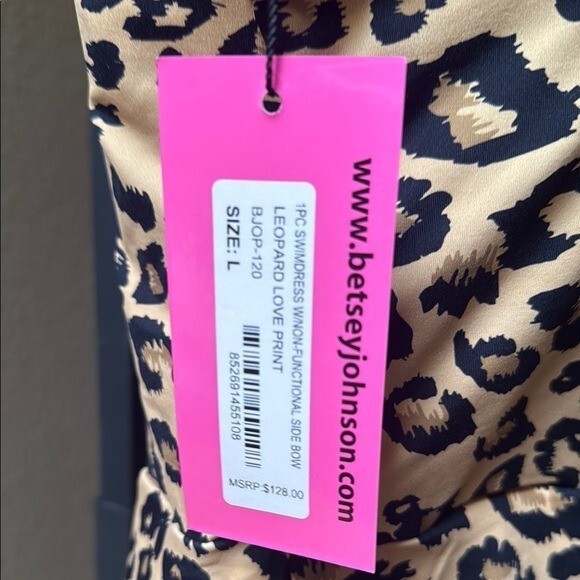 www.betseyjohnson.com
1PC SWIMDRESS W/NON-FUNCTIONAL SIDE BOW
LEOPARD LOVE PRINT
BJOP-120
SIZE: L
852691455108
MSRP:$128.00